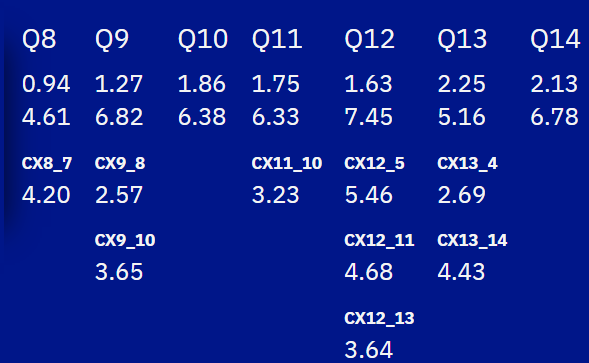 Q8 Q9 Q10 Q11 Q12 Q13 Q14
0.94 1.27 1.86 1.75 1.63 2.25 2.13
4.61 6.82 6.38 6.33 7.45 5.16 6.78
CX8_7 CX9_8 CX11_10 CX12_5 CX13_4
4.20 2.57 3.23 5.46 2.69
CX9_10 CX12_11 CX13_14
3.65 4.68 4.43
CX12_13
3.64